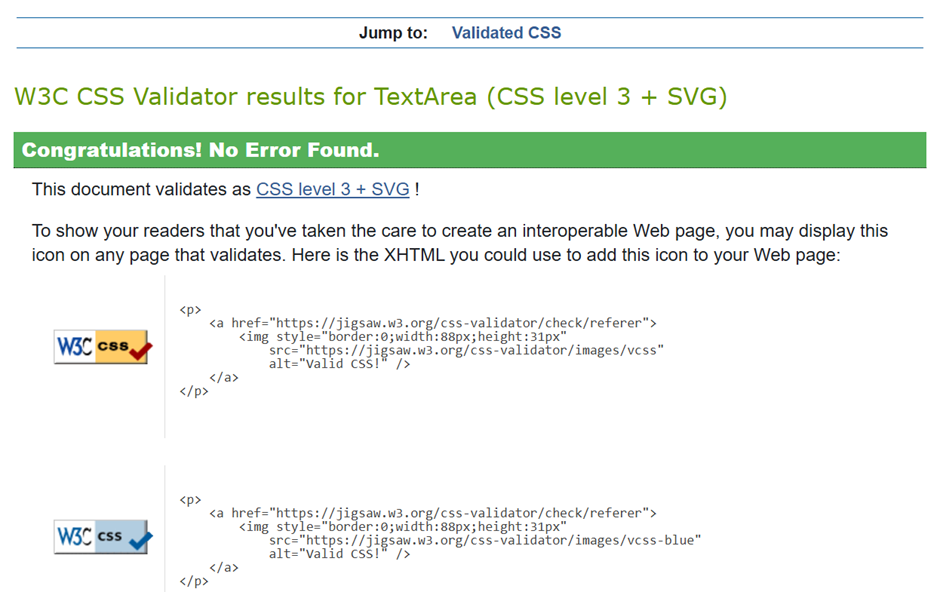 Jump to: Validated CSS
W3C CSS Validator results for TextArea (CSS level 3 + SVG)
Congratulations! No Error Found.
This document validates as CSS level 3 + SVG !
To show your readers that you've taken the care to create an interoperable Web page, you may display this
icon on any page that validates. Here is the XHTML you could use to add this icon to your Web page:
W3C css
<p>
    <a href="https://jigsaw.w3.org/css-validator/check/referer">
        <img style="border:0;width:88px;height:31px"
            src="https://jigsaw.w3.org/css-validator/images/vcss"
            alt="Valid CSS!" />
    </a>
</p>
W3C css
<p>
    <a href="https://jigsaw.w3.org/css-validator/check/referer">
        <img style="border:0;width:88px;height:31px"
            src="https://jigsaw.w3.org/css-validator/images/vcss-blue"
            alt="Valid CSS!" />
    </a>
</p>